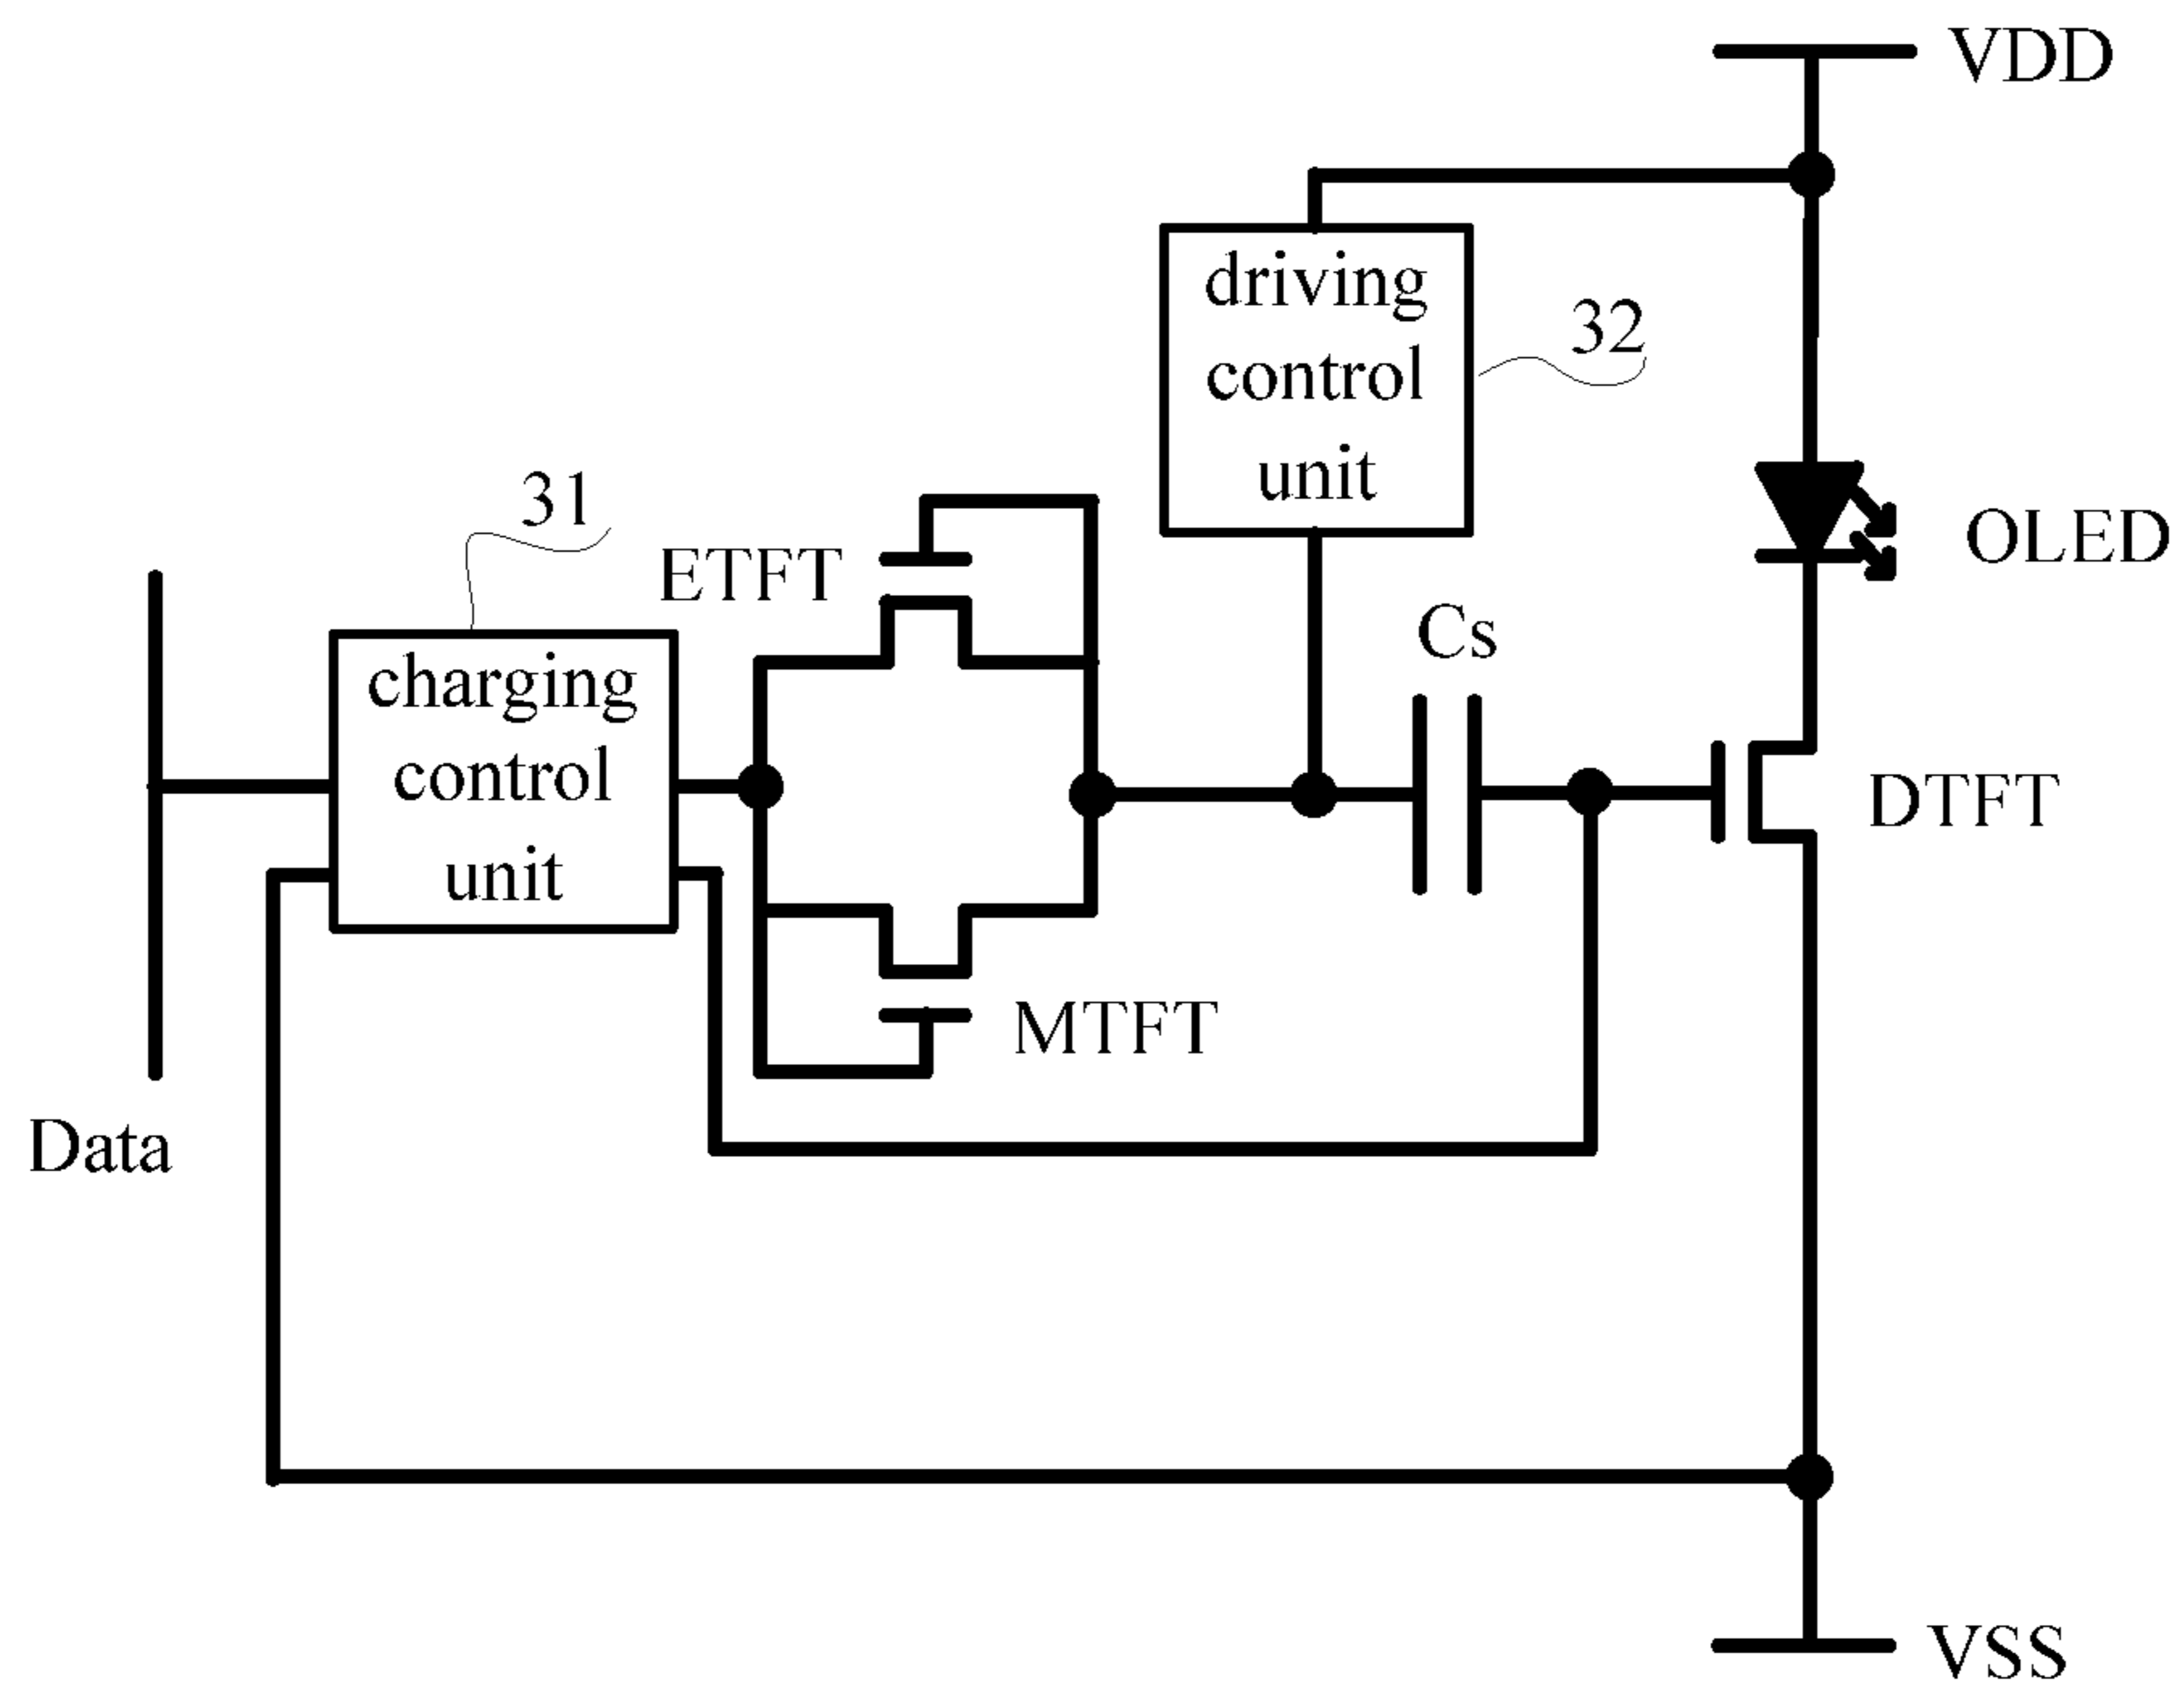 VDD
driving
control
unit
32
31
ETFT
OLED
Cs
charging
control
unit
DTFT
MTFT
Data
VSS